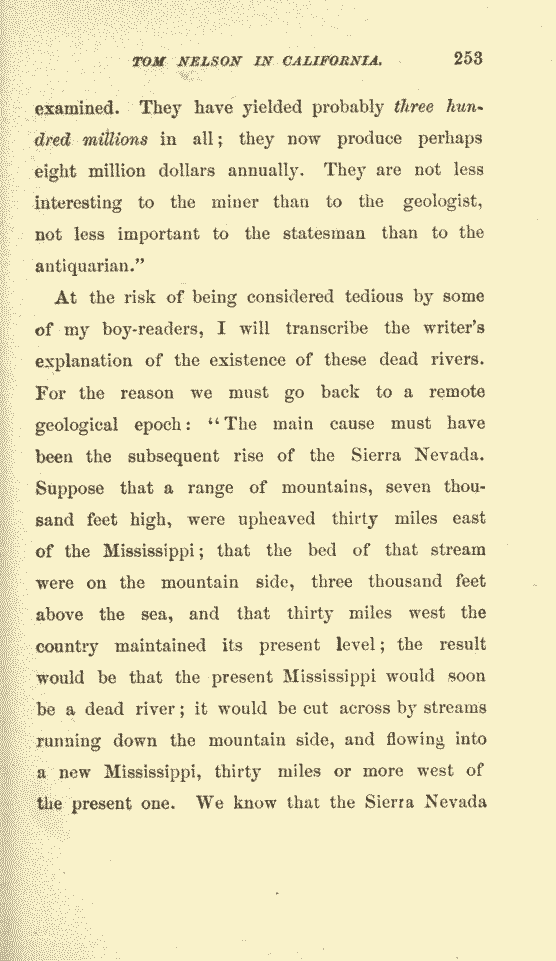 TOM NELSON IN CALIFORNIA. 253
examined. They have yielded probably three hun-
dred millions in all; they now produce perhaps
eight million dollars annually. They are not less
interesting to the miner than to the geologist,
not less important to the statesman than to the
antiquarian.”
At the risk of being considered tedious by some
of my boy-readers, I will transcribe the writer's
explanation of the existence of these dead rivers.
For the reason we must go back to a remote
geological epoch: “The main cause must have
been the subsequent rise of the Sierra Nevada.
Suppose that a range of mountains, seven thou-
sand feet high, were upheaved thirty miles east
of the Mississippi; that the bed of that stream
were on the mountain side, three thousand feet
above the sea, and that thirty miles west the
country maintained its present level; the result
would be that the present Mississippi would soon
be a dead river; it would be cut across by streams
running down the mountain side, and flowing into
a new Mississippi, thirty miles or more west of
the present one. We know that the Sierra Nevada